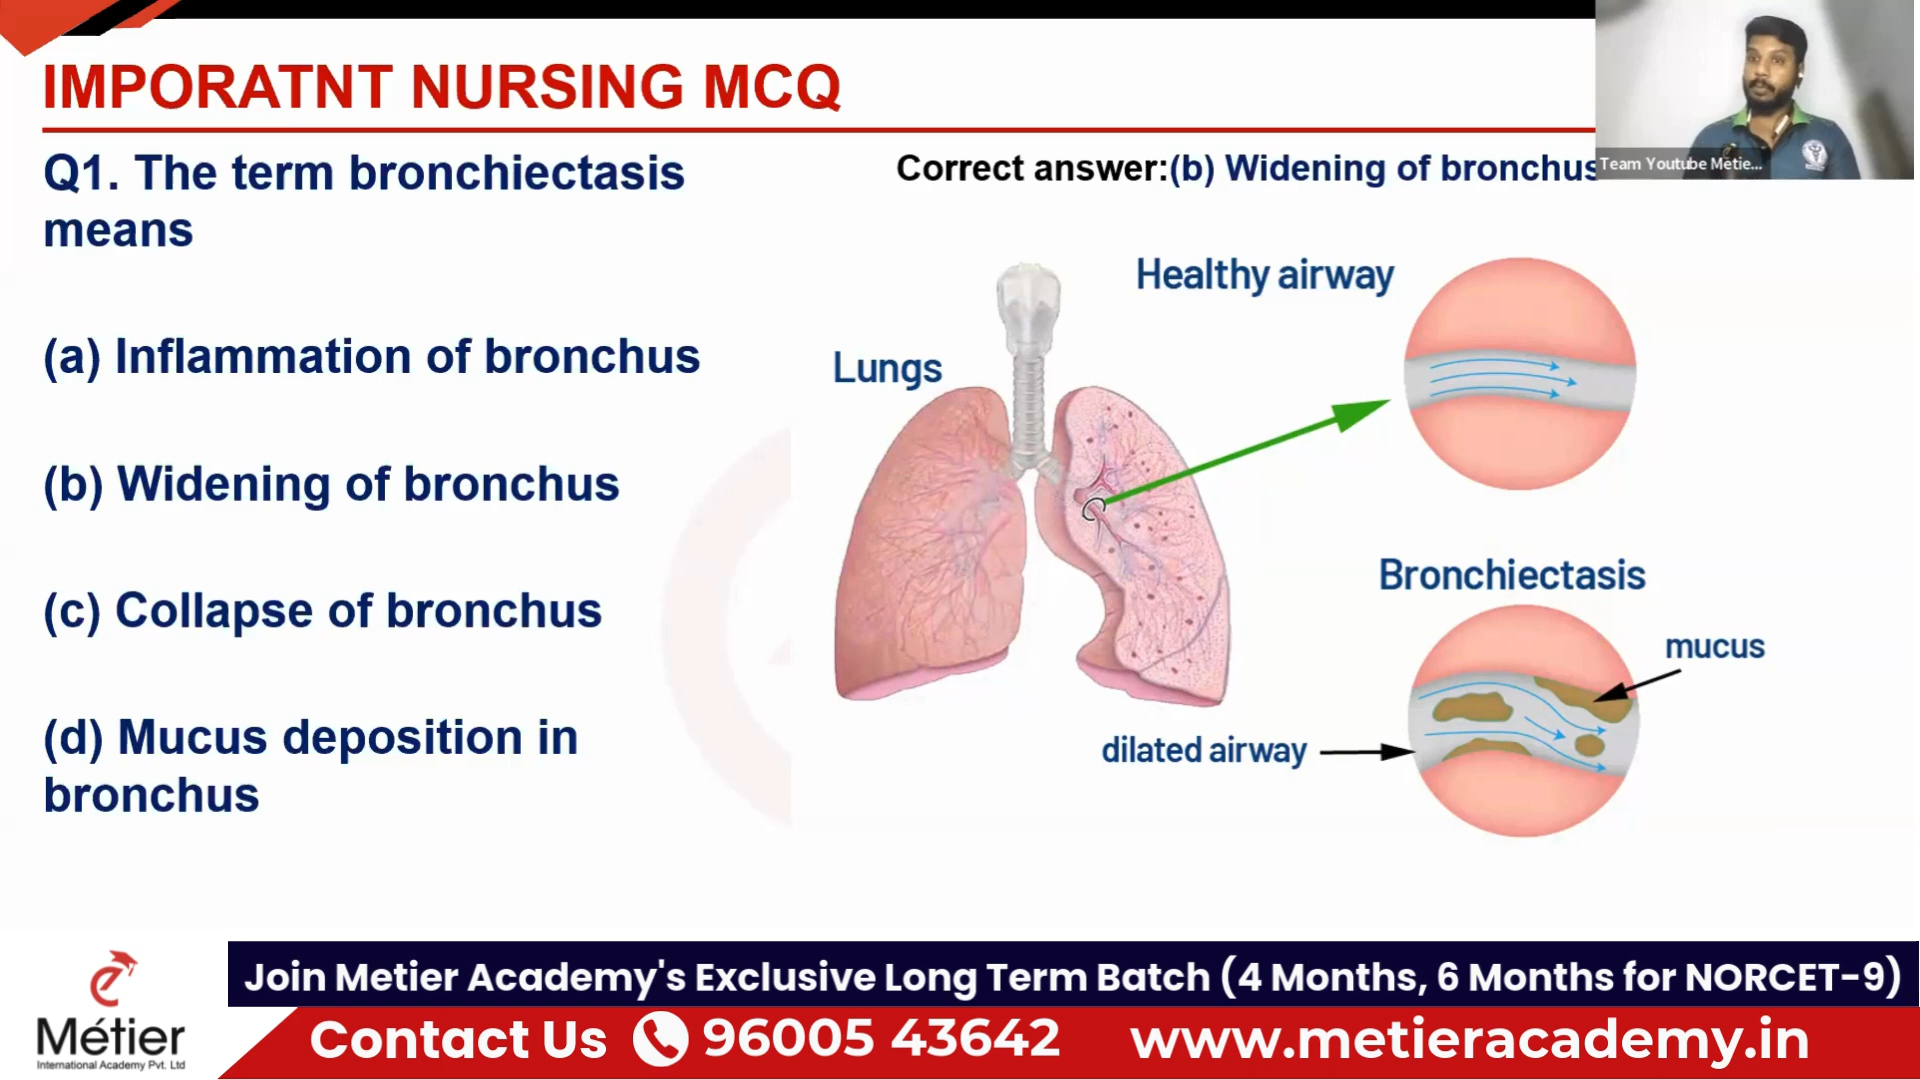 IMPORATNT NURSING MCQ
Q1. The term bronchiectasis
means
(a) Inflammation of bronchus
(b) Widening of bronchus
(c) Collapse of bronchus
(d) Mucus deposition in
bronchus
Correct answer:(b) Widening of bronchus
Team Youtube Metie...
Healthy airway
Lungs
Bronchiectasis
mucus
dilated airway
Métier
International Academy Pvt. Ltd
Join Metier Academy's Exclusive Long Term Batch (4 Months, 6 Months for NORCET-9)
Contact Us 96005 43642 www.metieracademy.in